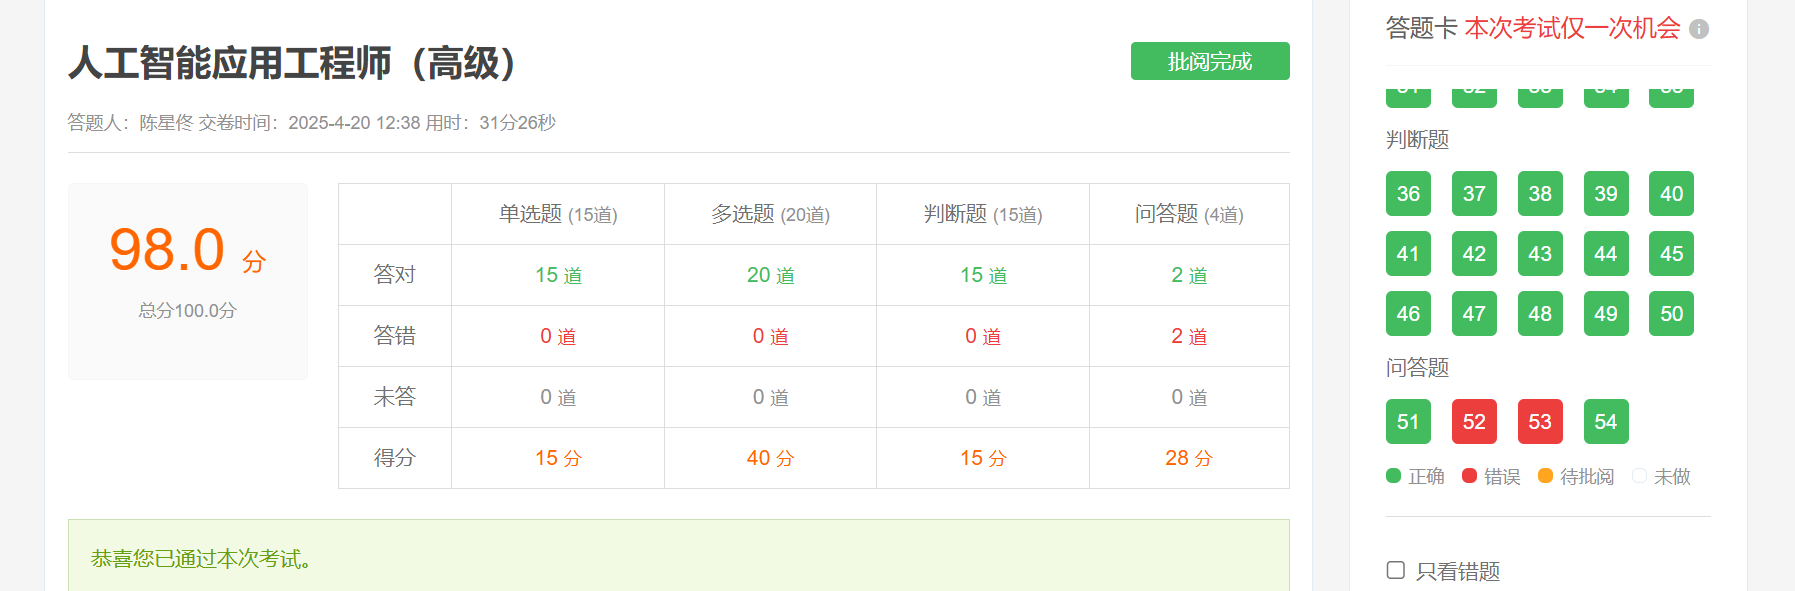 人工智能应用工程师（高级）
批阅完成
答题人：陈星佟 交卷时间：2025-4-20 12:38 用时：31分26秒
98.0 分
总分100.0分
单选题 (15道) 多选题 (20道) 判断题 (15道) 问答题 (4道)
答对 15 道 20 道 15 道 2 道
答错 0 道 0 道 0 道 2 道
未答 0 道 0 道 0 道 0 道
得分 15 分 40 分 15 分 28 分
恭喜您已通过本次考试。
答题卡 本次考试仅一次机会
31 32 33 34 35
判断题
36 37 38 39 40
41 42 43 44 45
46 47 48 49 50
问答题
51 52 53 54
正确 错误 待批阅 未做
只看错题